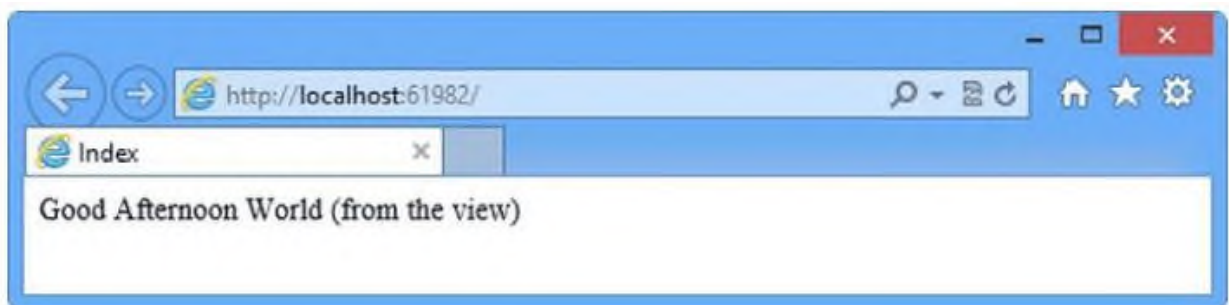 http://localhost:61982/
Index
Good Afternoon World (from the view)